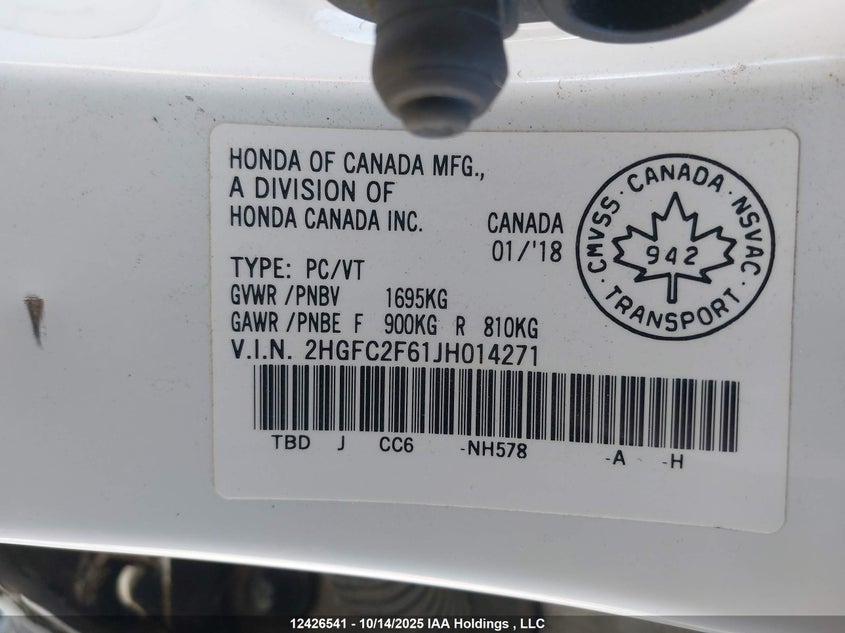 HONDA OF CANADA MFG.,
A DIVISION OF
HONDA CANADA INC. CANADA
01/'18
TYPE: PC/VT
GVWR /PNBV 1695KG
GAWR /PNBE F 900KG R 810KG
V.I.N. 2HGFC2F61JH014271
TBD J CC6 -NH578 -A -H
CMVSS · CANADA · NSVAC · TRANSPORT ·
942
12426541 - 10/14/2025 IAA Holdings , LLC